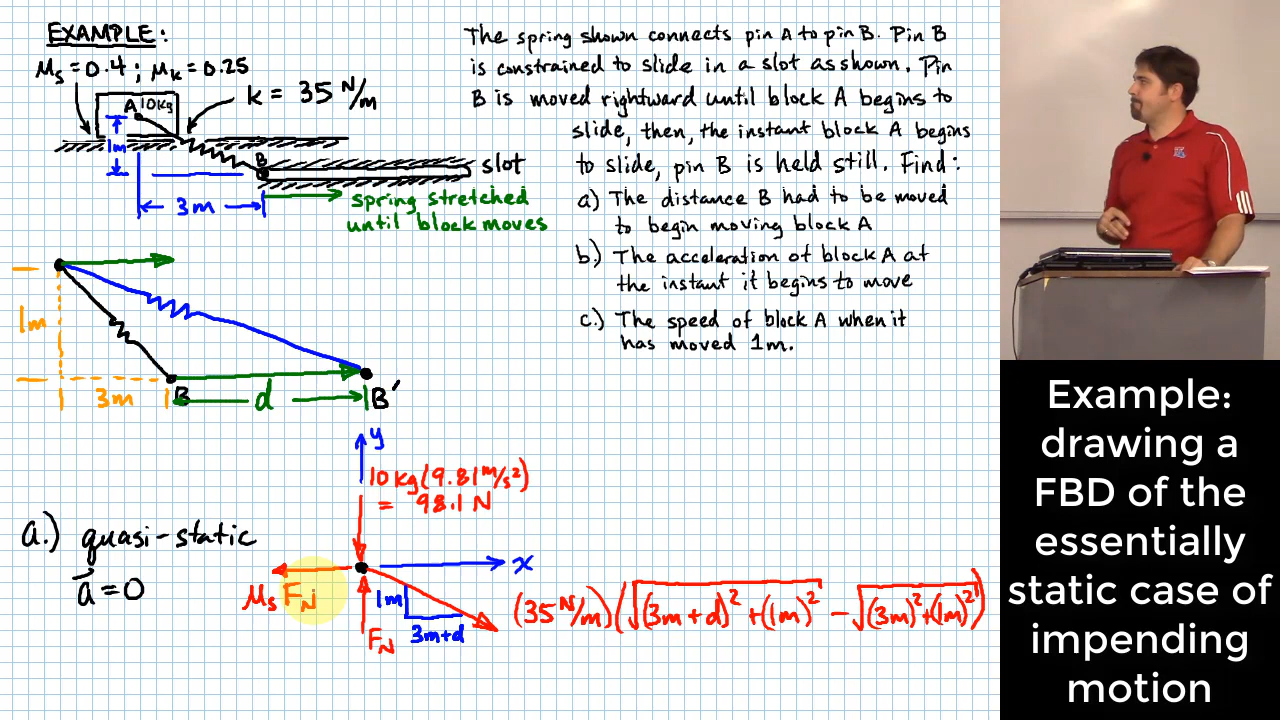 EXAMPLE:
μs = 0.4 ; μk = 0.25
A 10kg
k = 35 N/m
1m
B
slot
3m
spring stretched
until block moves
The spring shown connects pin A to pin B. Pin B
is constrained to slide in a slot as shown. Pin
B is moved rightward until block A begins to
slide, then, the instant block A begins
to slide, pin B is held still. Find:
a.) The distance B had to be moved
to begin moving block A
b.) The acceleration of block A at
the instant it begins to move
c.) The speed of block A when it
has moved 1m.
1m
3m
B
d
B'
y
10 kg (9.81 m/s²)
= 98.1 N
a.) quasi-static
a⃗ = 0
x
μs FN
FN
1m
3m+d
(35 N/m)(√((3m+d)² + (1m)²) - √((3m)² + (1m)²))
Example:
drawing a
FBD of the
essentially
static case of
impending
motion